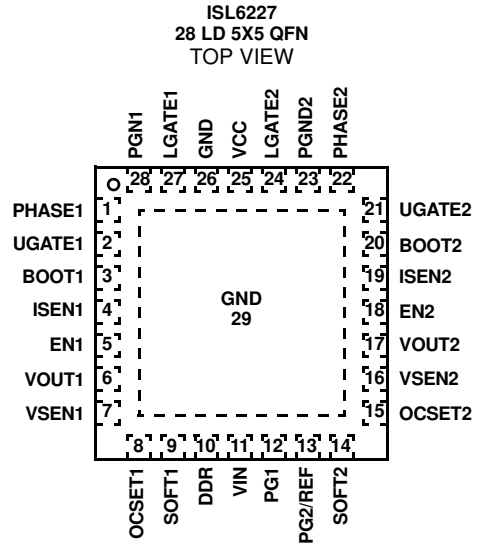 ISL6227
28 LD 5X5 QFN
TOP VIEW
PGN1
LGATE1
GND
VCC
LGATE2
PGND2
PHASE2
28 27 26 25 24 23 22
PHASE1 1
UGATE1 2
BOOT1 3
ISEN1 4
EN1 5
VOUT1 6
VSEN1 7
GND
29
21 UGATE2
20 BOOT2
19 ISEN2
18 EN2
17 VOUT2
16 VSEN2
15 OCSET2
8 9 10 11 12 13 14
OCSET1
SOFT1
DDR
VIN
PG1
PG2/REF
SOFT2